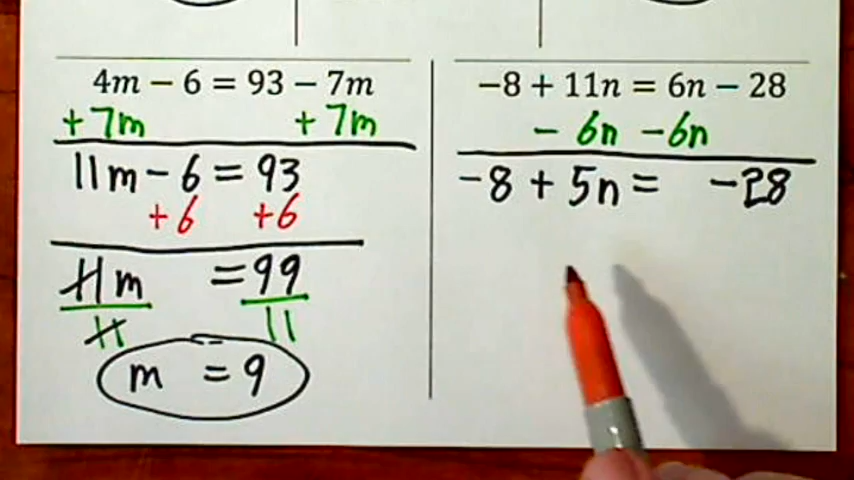 4m − 6 = 93 − 7m
+ 7m + 7m
11m − 6 = 93
+ 6 + 6
11m = 99
11 11
m = 9
−8 + 11n = 6n − 28
− 6n − 6n
−8 + 5n = −28